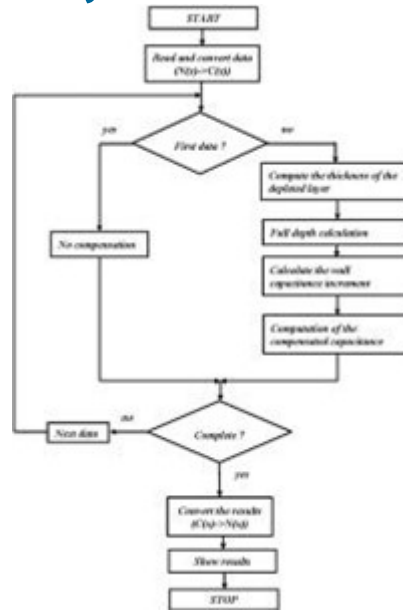 START
Read and convert data
(N(x)->C(x))
yes
no
First data ?
Compute the thickness of the
depleted layer
Full depth calculation
No compensation
Calculate the wall
capacitance increment
Computation of the
compensated capacitance
no
Next data
Complete ?
yes
Convert the results
(C(x)->N(x))
Show results
STOP